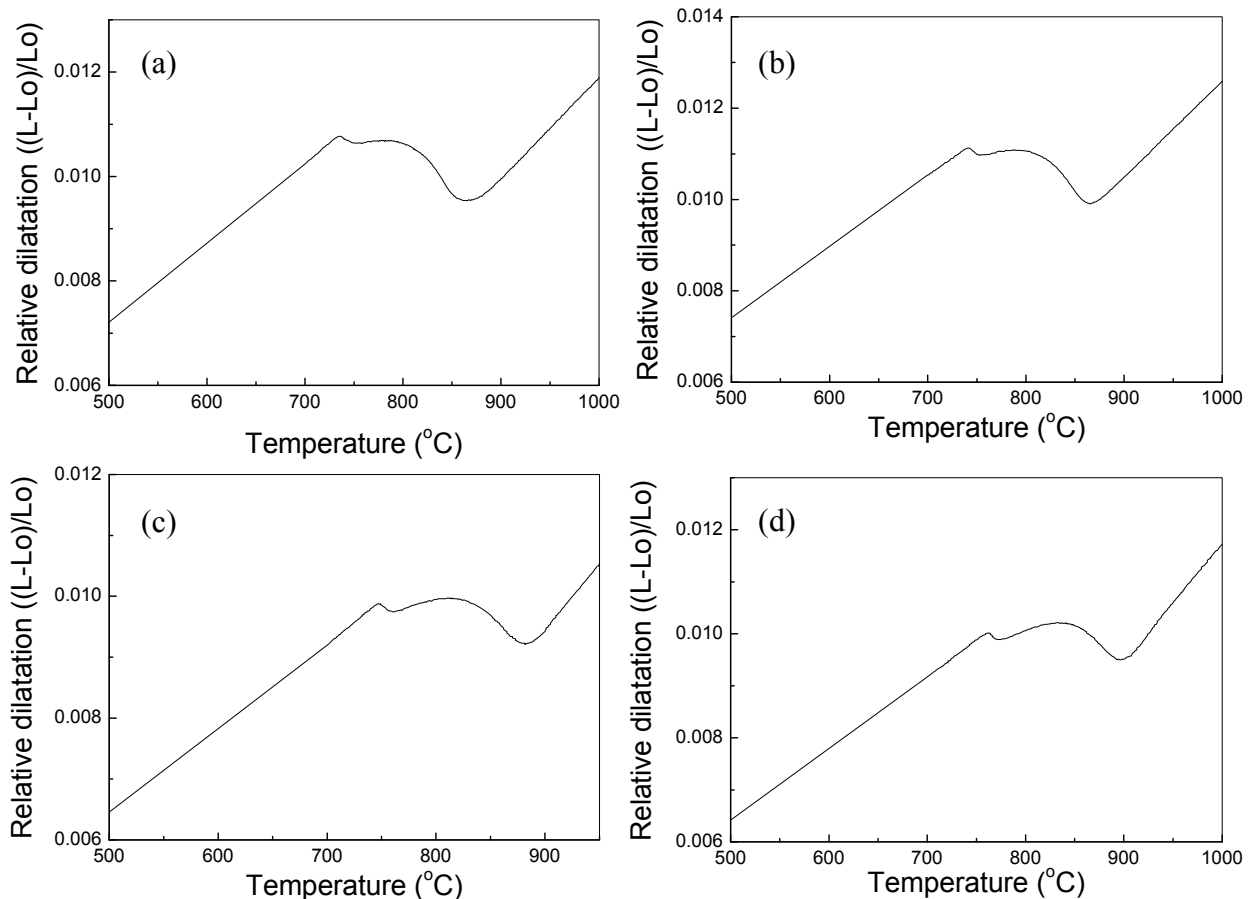 (a)
Relative dilatation ((L-Lo)/Lo)
0.012
0.010
0.008
0.006
500 600 700 800 900 1000
Temperature (°C)
(b)
Relative dilatation ((L-Lo)/Lo)
0.014
0.012
0.010
0.008
0.006
500 600 700 800 900 1000
Temperature (°C)
(c)
Relative dilatation ((L-Lo)/Lo)
0.012
0.010
0.008
0.006
500 600 700 800 900
Temperature (°C)
(d)
Relative dilatation ((L-Lo)/Lo)
0.012
0.010
0.008
0.006
500 600 700 800 900 1000
Temperature (°C)